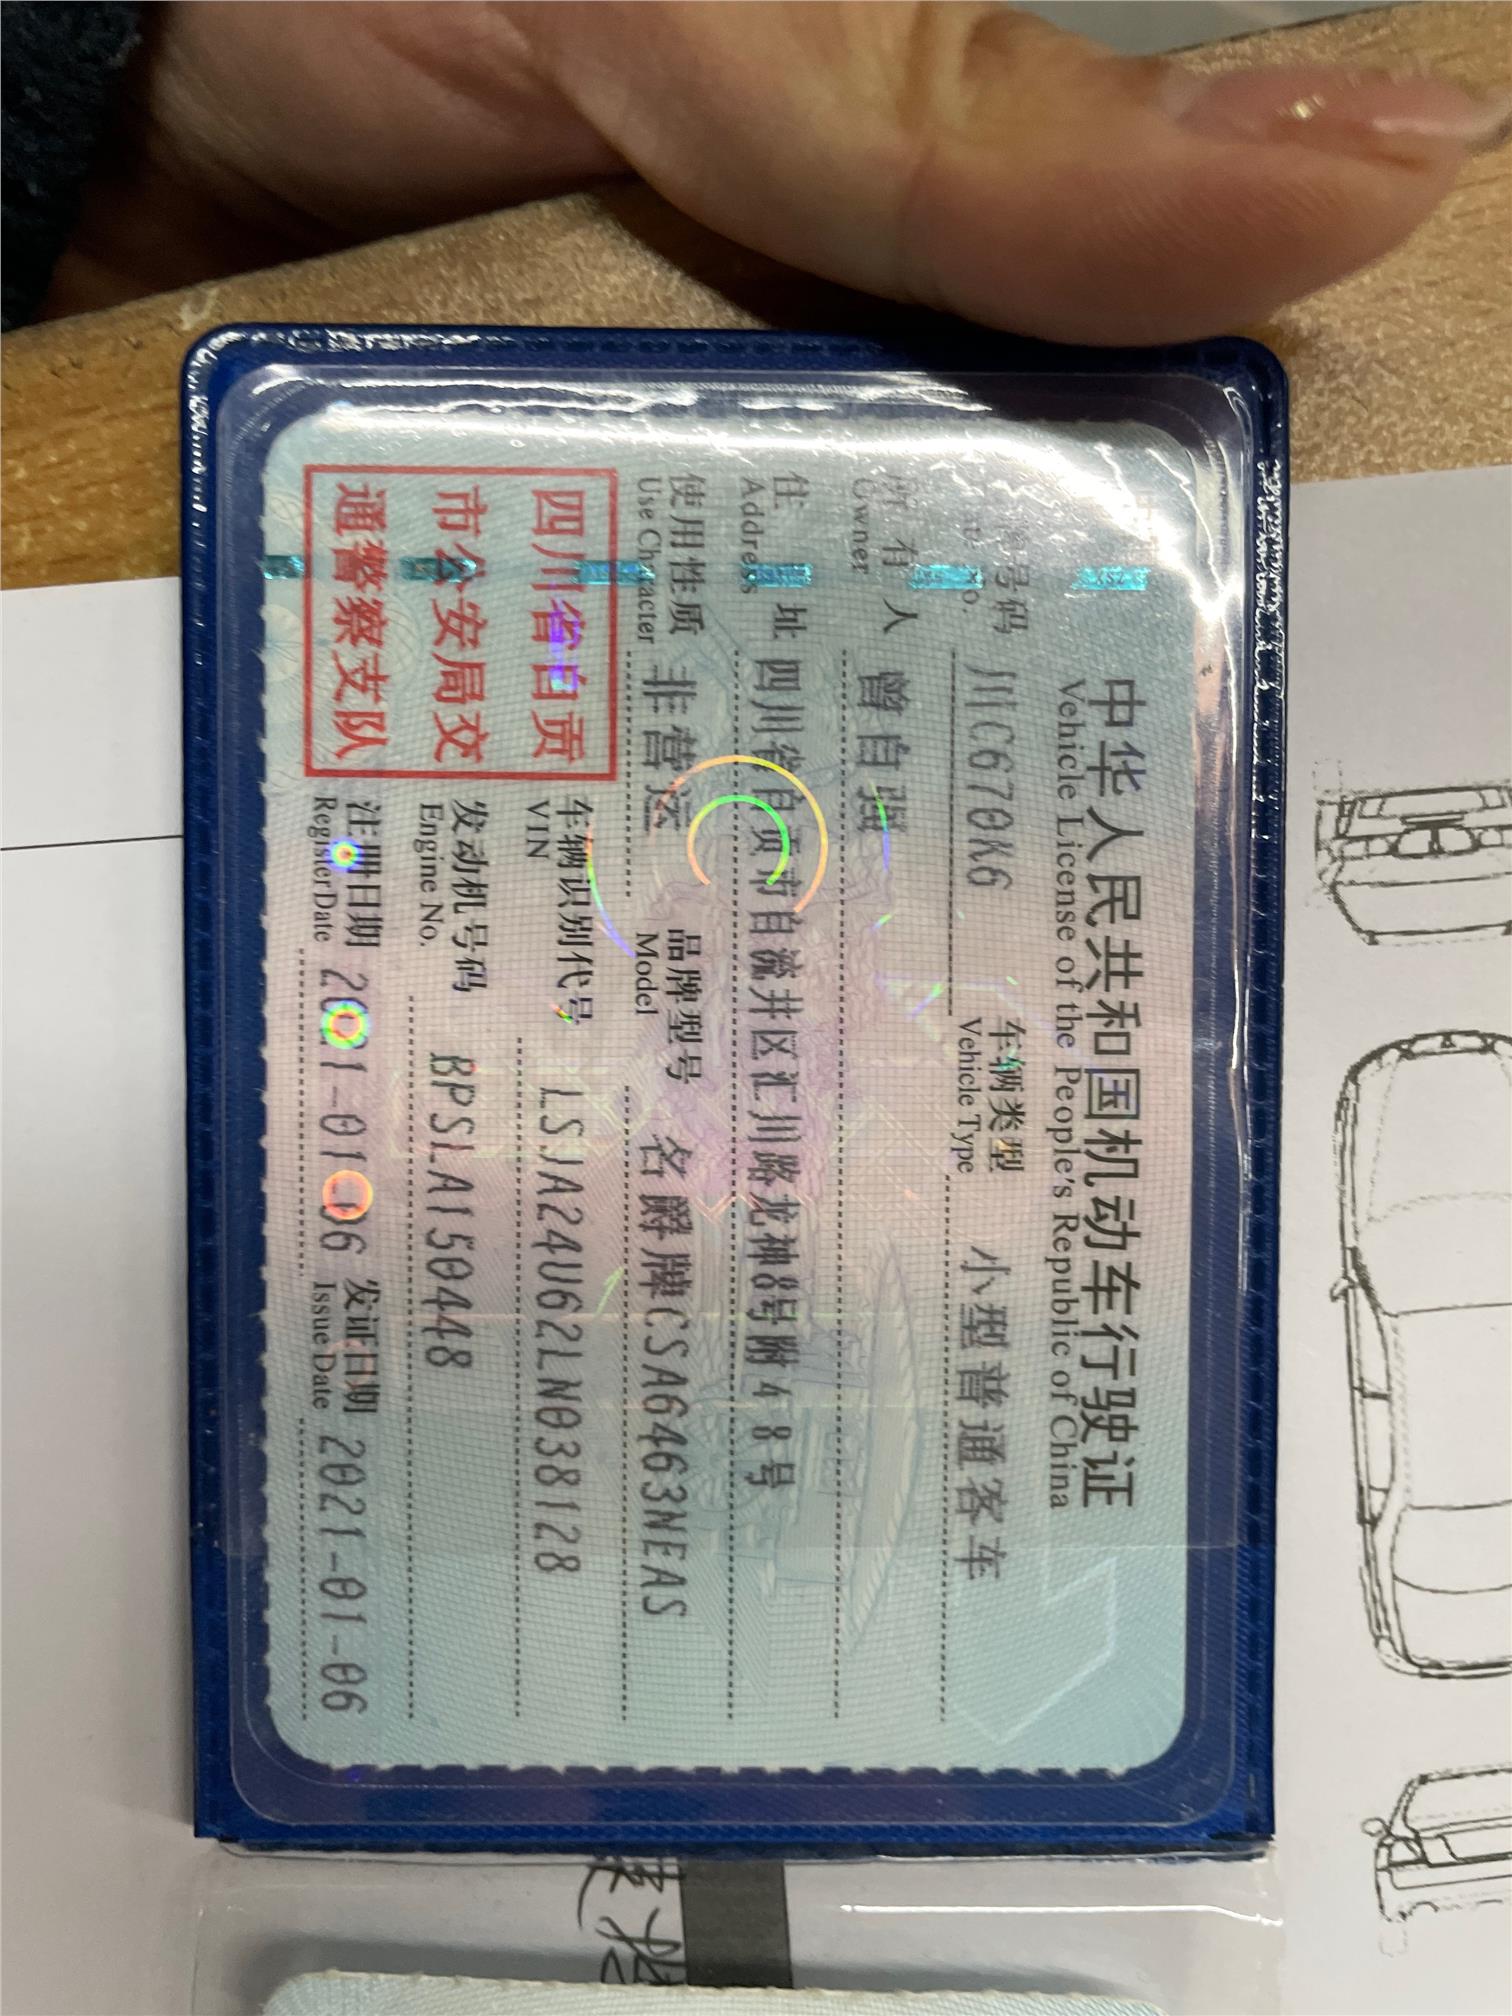 中华人民共和国机动车行驶证
Vehicle License of the People's Republic of China
号码 川C670K6 车辆类型 小型普通客车
No. Vehicle Type
所有人 曾自强
Owner
住址 四川省自贡市自流井区汇川路龙神8号附48号
Address
使用性质 非营运 品牌型号 名爵牌CSA6463NEAS
Use Character Model
四川省自贡
市公安局交
通警察支队
车辆识别代号 LSJA24U62LN038128
VIN
发动机号码 BPSLA150448
Engine No.
注册日期 2021-01-06 发证日期 2021-01-06
Register Date Issue Date